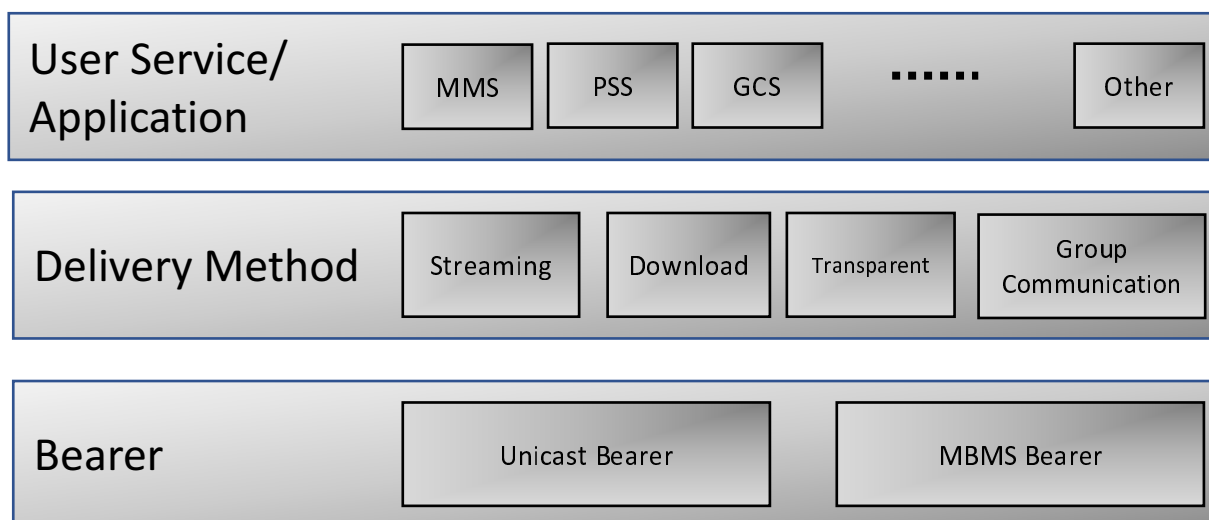 User Service/
Application
MMS
PSS
GCS
......
Other
Delivery Method
Streaming
Download
Transparent
Group
Communication
Bearer
Unicast Bearer
MBMS Bearer